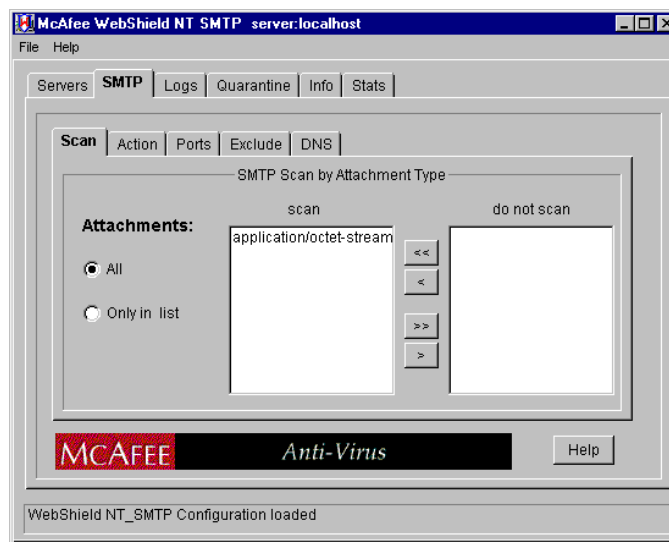 McAfee WebShield NT SMTP server:localhost
File Help
Servers SMTP Logs Quarantine Info Stats
Scan Action Ports Exclude DNS
SMTP Scan by Attachment Type
scan do not scan
Attachments:
application/octet-stream
<<
All
<
Only in list
>>
>
MCAFEE Anti-Virus Help
WebShield NT_SMTP Configuration loaded